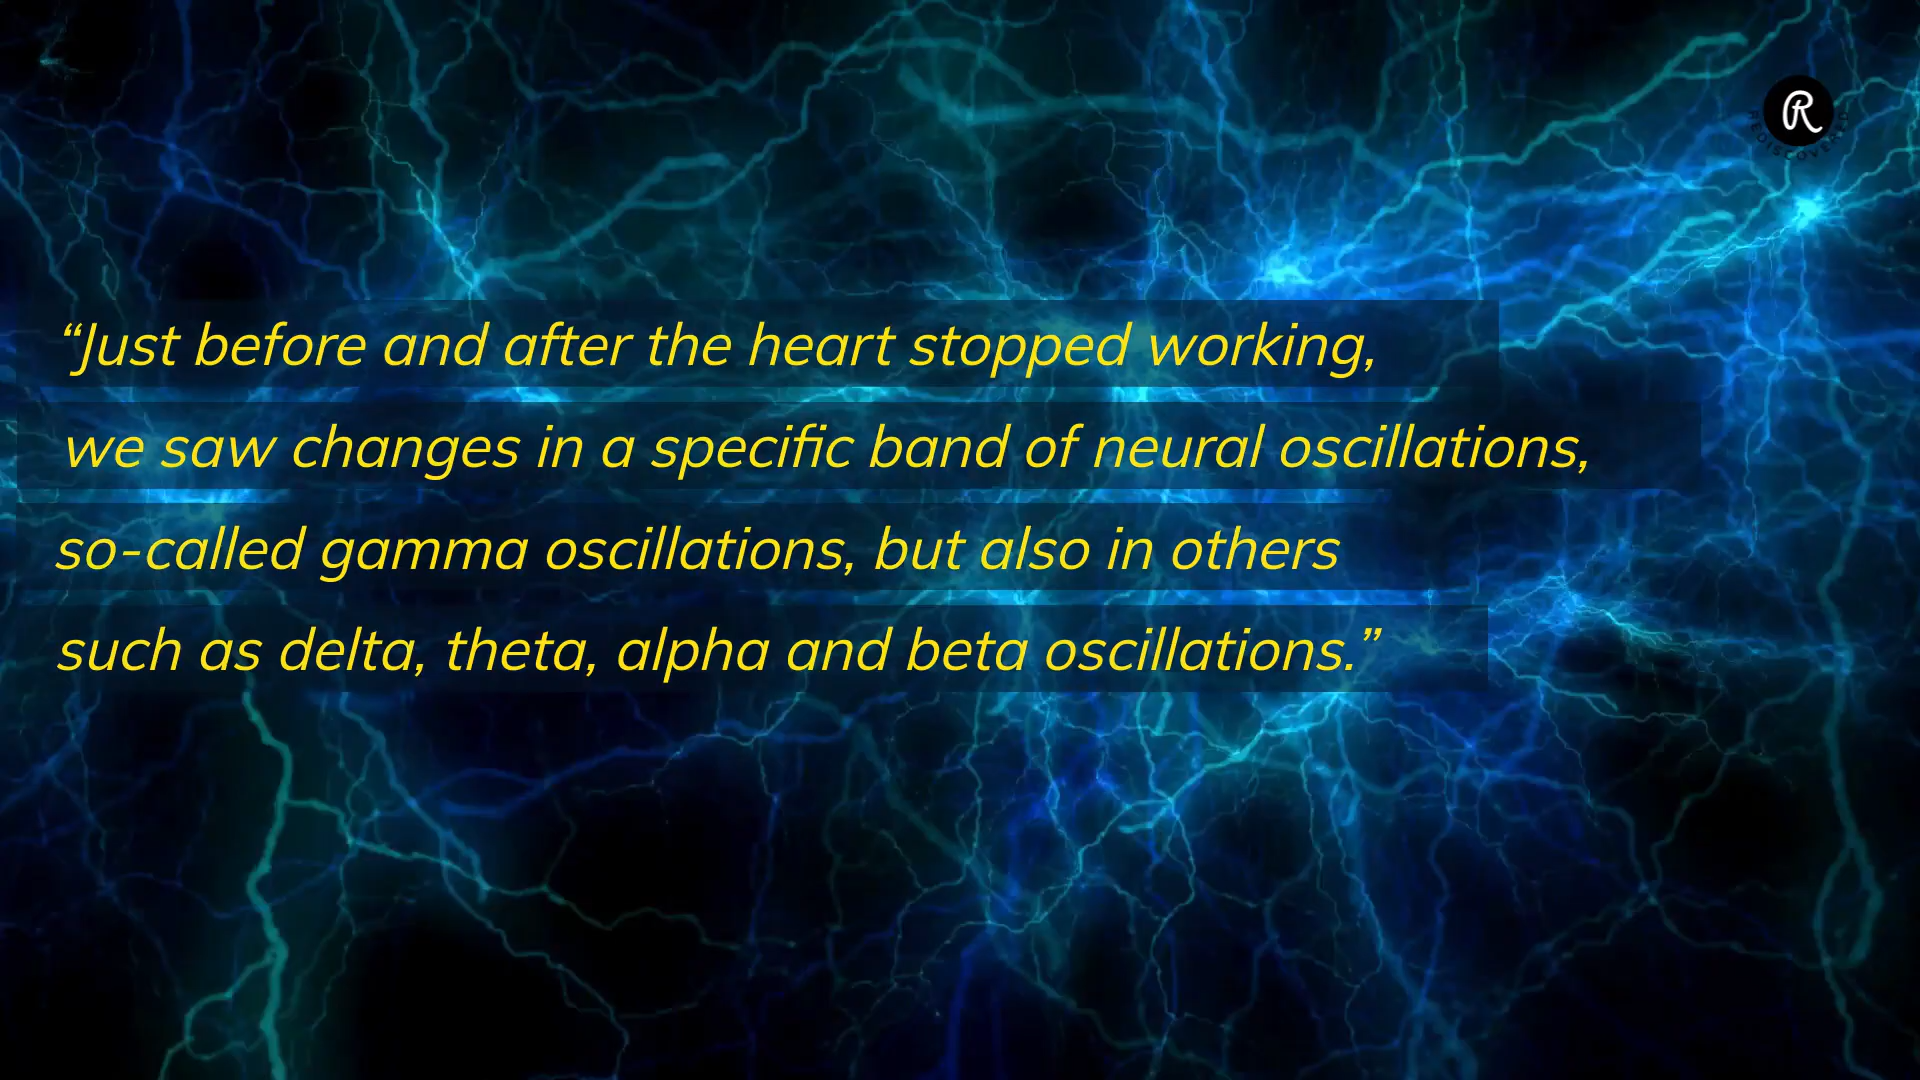 R
REDISCOVERED
“Just before and after the heart stopped working,
we saw changes in a specific band of neural oscillations,
so-called gamma oscillations, but also in others
such as delta, theta, alpha and beta oscillations.”